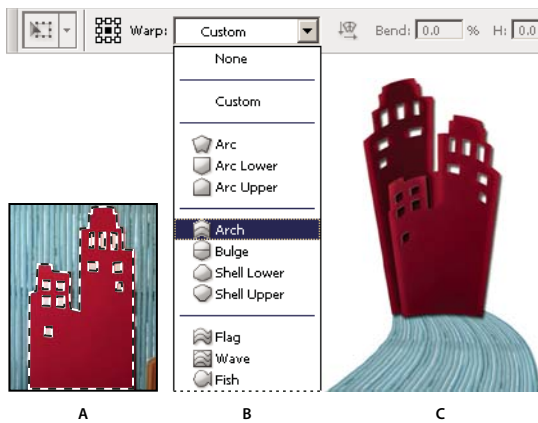 Warp: Custom Bend: 0.0 % H: 0.0
None
Custom
Arc
Arc Lower
Arc Upper
Arch
Bulge
Shell Lower
Shell Upper
Flag
Wave
Fish
A B C